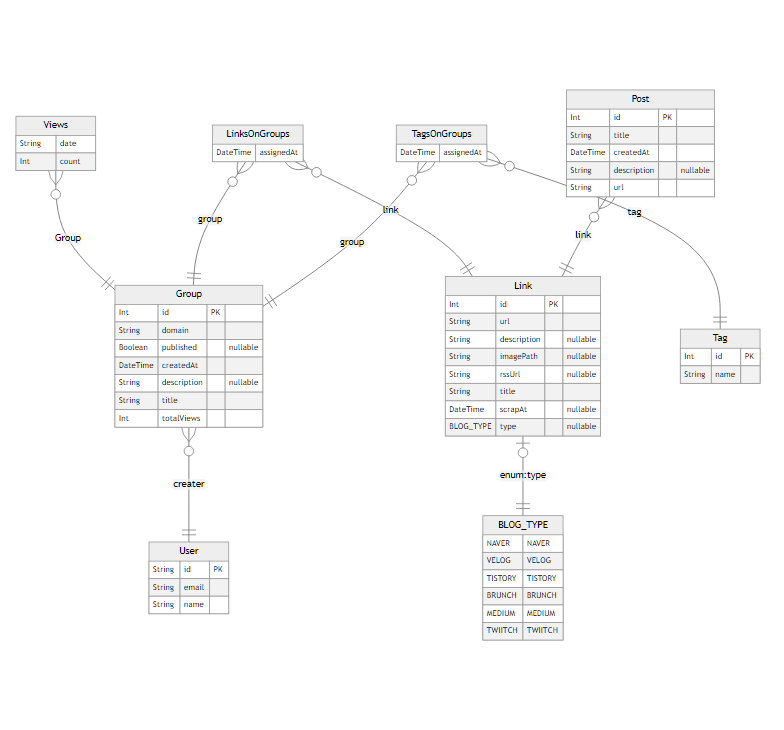 Views
String date
Int count
LinksOnGroups
DateTime assignedAt
TagsOnGroups
DateTime assignedAt
Post
Int id PK
String title
DateTime createdAt
String description nullable
String url
Group
group
link
group
link
tag
Group
Int id PK
String domain
Boolean published nullable
DateTime createdAt
String description nullable
String title
Int totalViews
Link
Int id PK
String url
String description nullable
String imagePath nullable
String rssUrl nullable
String title
DateTime scrapAt nullable
BLOG_TYPE type nullable
Tag
Int id PK
String name
creater
enum:type
User
String id PK
String email
String name
BLOG_TYPE
NAVER NAVER
VELOG VELOG
TISTORY TISTORY
BRUNCH BRUNCH
MEDIUM MEDIUM
TWIITCH TWIITCH